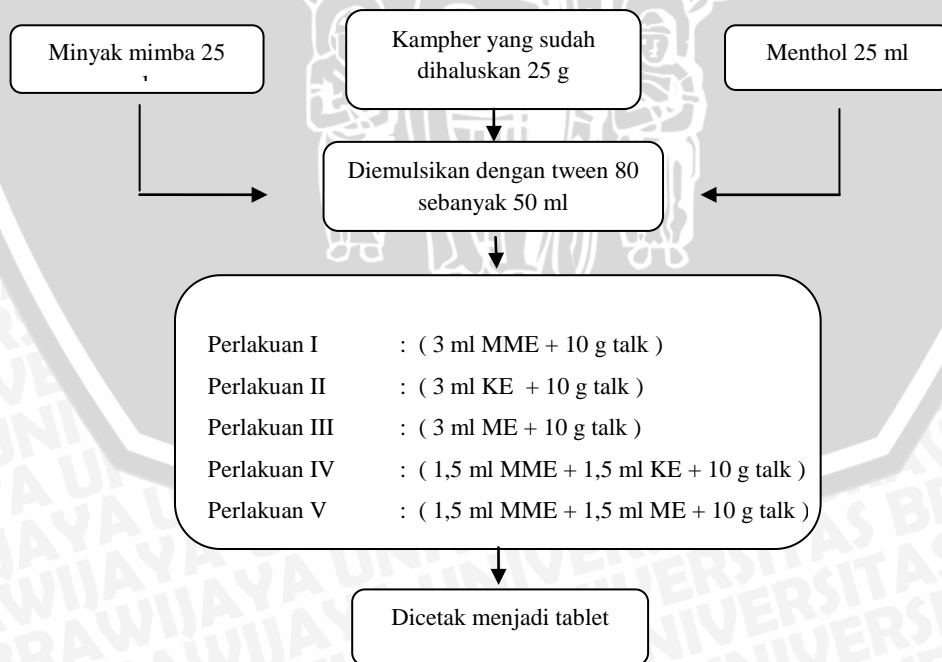 Minyak mimba 25
Kampher yang sudah
dihaluskan 25 g
Menthol 25 ml
Diemulsikan dengan tween 80
sebanyak 50 ml
Perlakuan I : ( 3 ml MME + 10 g talk )
Perlakuan II : ( 3 ml KE + 10 g talk )
Perlakuan III : ( 3 ml ME + 10 g talk )
Perlakuan IV : ( 1,5 ml MME + 1,5 ml KE + 10 g talk )
Perlakuan V : ( 1,5 ml MME + 1,5 ml ME + 10 g talk )
Dicetak menjadi tablet